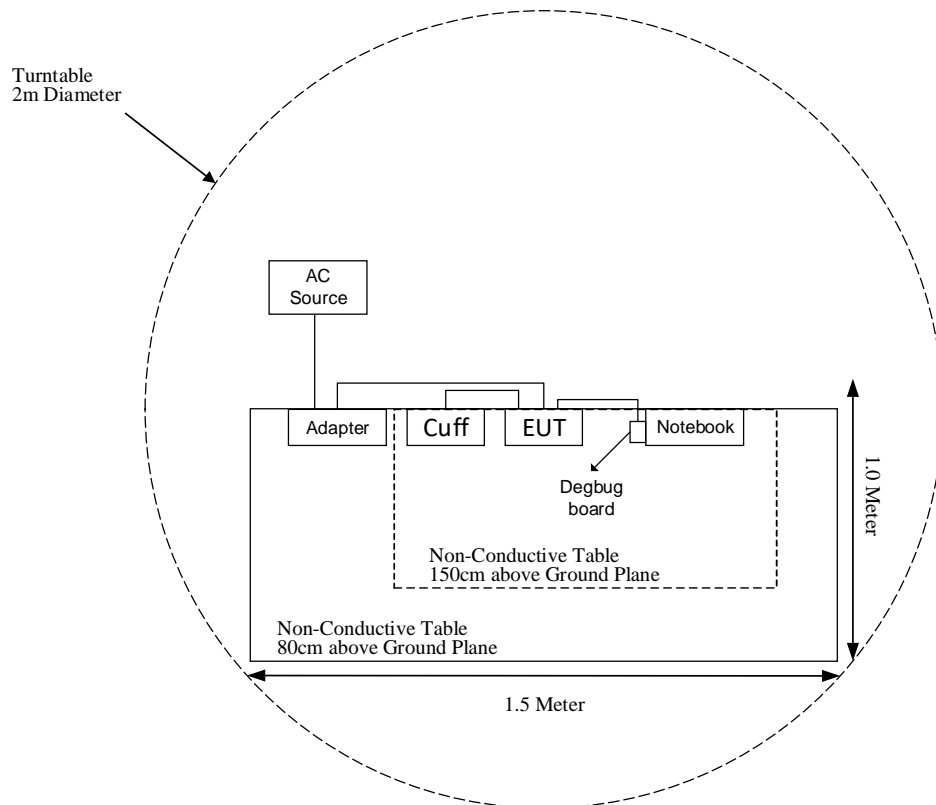 Turntable
2m Diameter
AC
Source
Adapter
Cuff
EUT
Notebook
Degbug
board
1.0 Meter
Non-Conductive Table
150cm above Ground Plane
Non-Conductive Table
80cm above Ground Plane
1.5 Meter